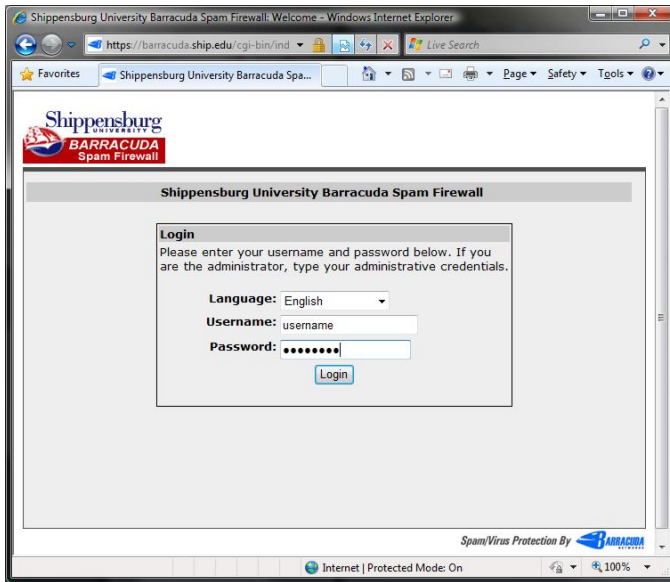 Shippensburg University Barracuda Spam Firewall: Welcome - Windows Internet Explorer
https://barracuda.ship.edu/cgi-bin/ind
Live Search
Favorites
Shippensburg University Barracuda Spa...
Page
Safety
Tools
Shippensburg
UNIVERSITY
BARRACUDA
Spam Firewall
Shippensburg University Barracuda Spam Firewall
Login
Please enter your username and password below. If you
are the administrator, type your administrative credentials.
Language: English
Username: username
Password: ••••••••
Login
Spam/Virus Protection By BARRACUDA
NETWORKS
Internet | Protected Mode: On
100%